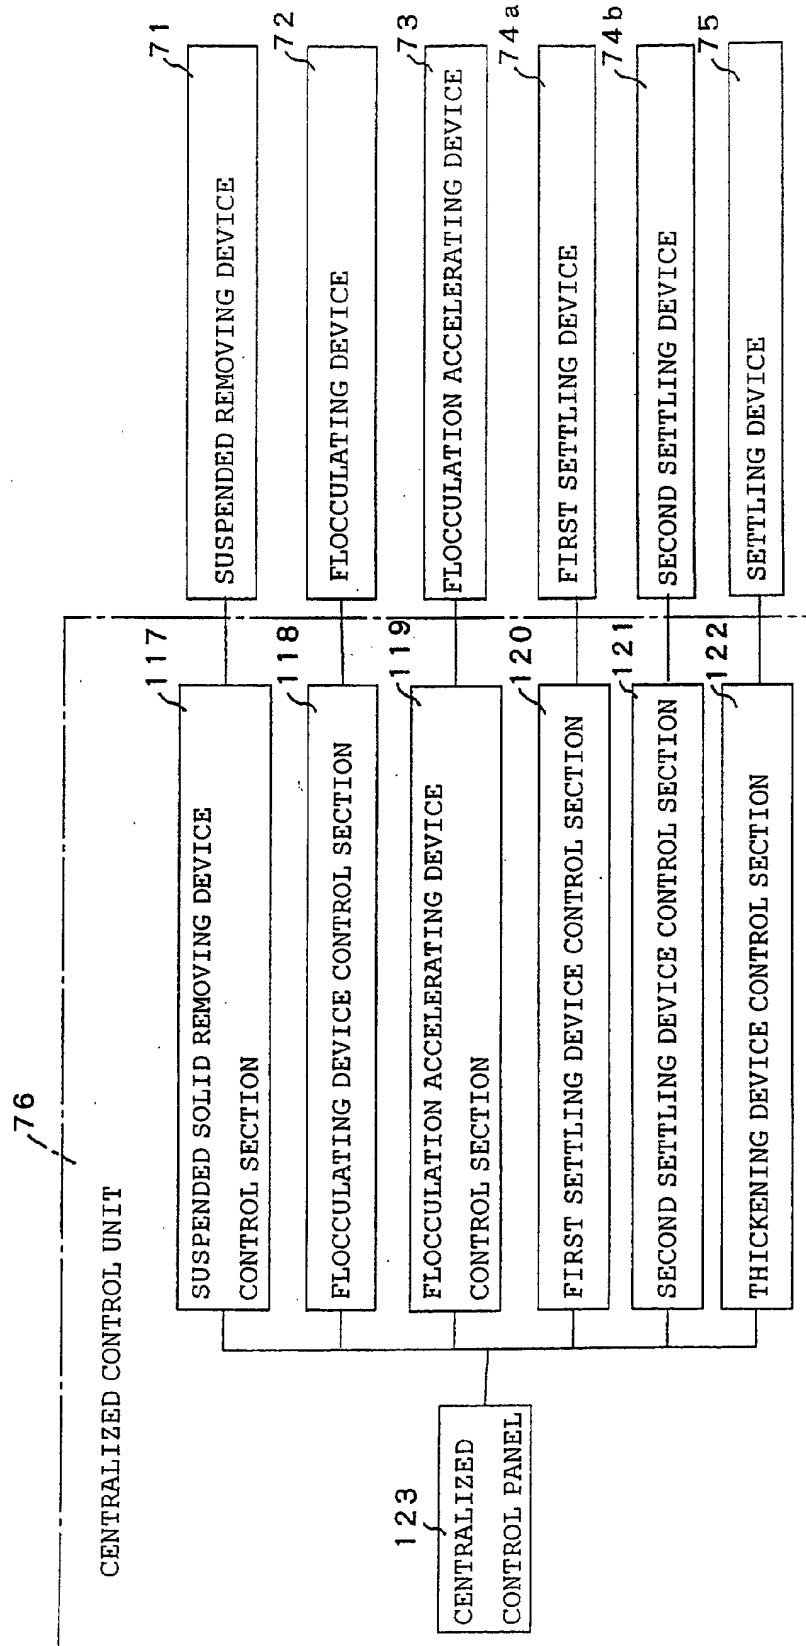 76
CENTRALIZED CONTROL UNIT
123
CENTRALIZED
CONTROL PANEL
117
SUSPENDED SOLID REMOVING DEVICE
CONTROL SECTION
71
SUSPENDED REMOVING DEVICE
118
FLOCCULATING DEVICE CONTROL SECTION
72
FLOCCULATING DEVICE
119
FLOCCULATION ACCELERATING DEVICE
CONTROL SECTION
73
FLOCCULATION ACCELERATING DEVICE
120
FIRST SETTLING DEVICE CONTROL SECTION
74a
FIRST SETTLING DEVICE
121
SECOND SETTLING DEVICE CONTROL SECTION
74b
SECOND SETTLING DEVICE
122
THICKENING DEVICE CONTROL SECTION
75
SETTLING DEVICE